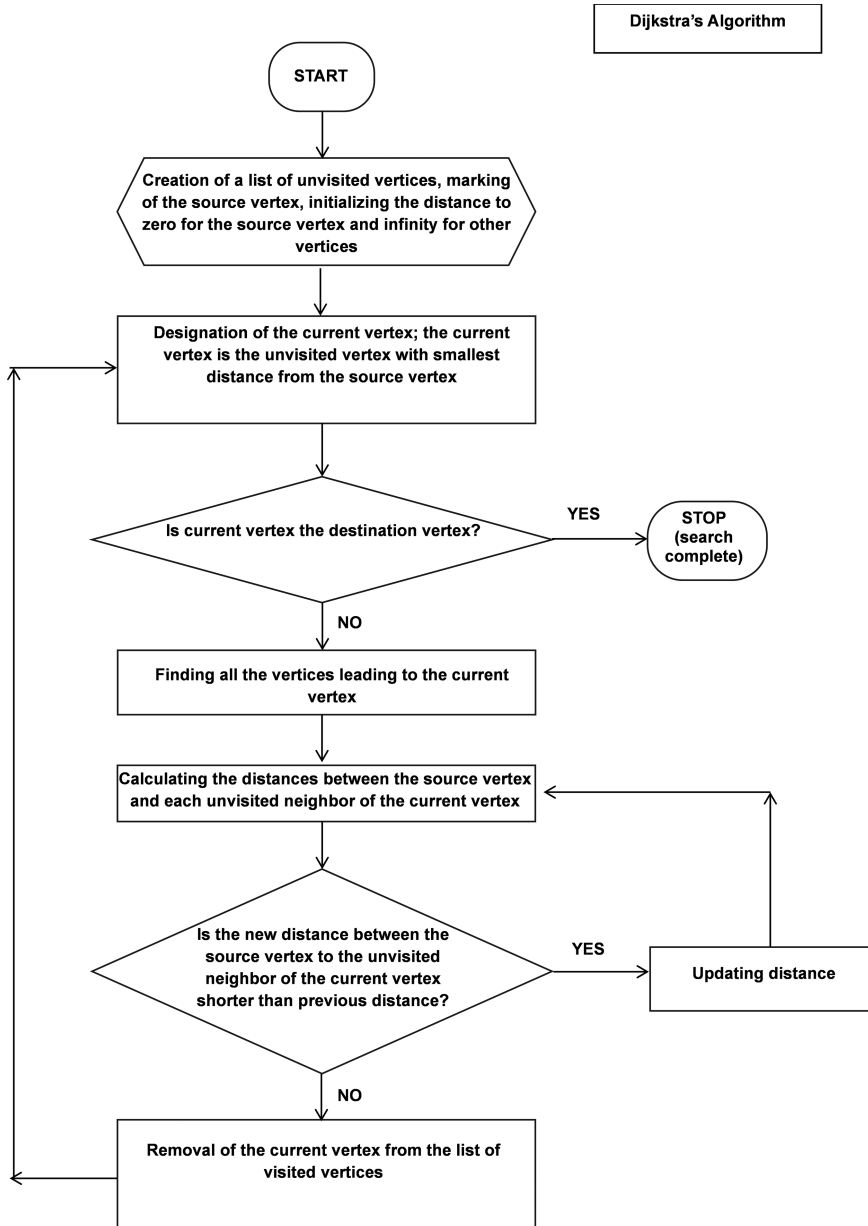 Dijkstra's Algorithm
START
Creation of a list of unvisited vertices, marking
of the source vertex, initializing the distance to
zero for the source vertex and infinity for other
vertices
Designation of the current vertex; the current
vertex is the unvisited vertex with smallest
distance from the source vertex
Is current vertex the destination vertex?
YES
STOP
(search
complete)
NO
Finding all the vertices leading to the current
vertex
Calculating the distances between the source vertex
and each unvisited neighbor of the current vertex
Is the new distance between the
source vertex to the unvisited
neighbor of the current vertex
shorter than previous distance?
YES
Updating distance
NO
Removal of the current vertex from the list of
visited vertices